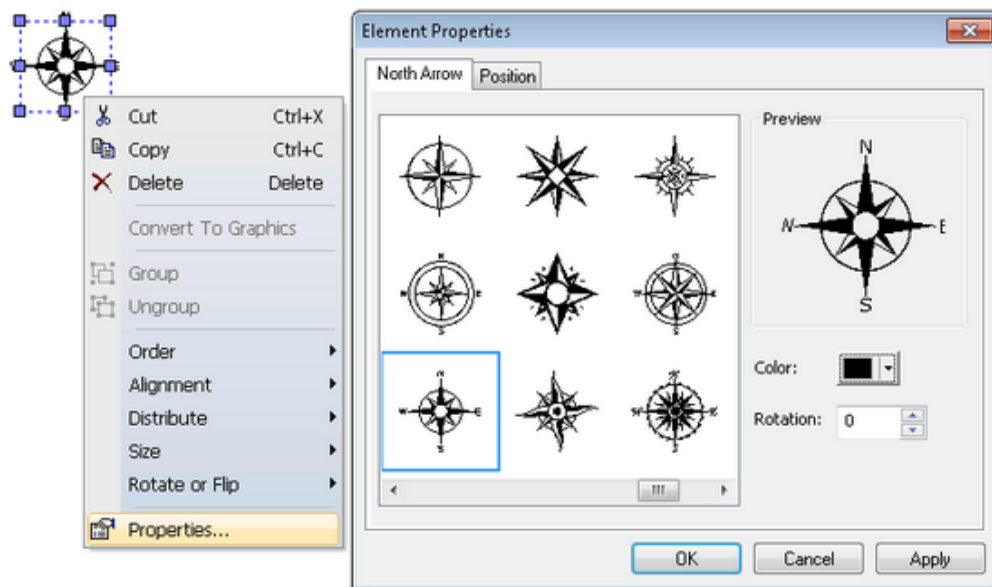 Cut Ctrl+X
Copy Ctrl+C
Delete Delete
Convert To Graphics
Group
Ungroup
Order
Alignment
Distribute
Size
Rotate or Flip
Properties...
Element Properties
North Arrow Position
Preview
N
E
S
Color:
Rotation: 0
OK Cancel Apply